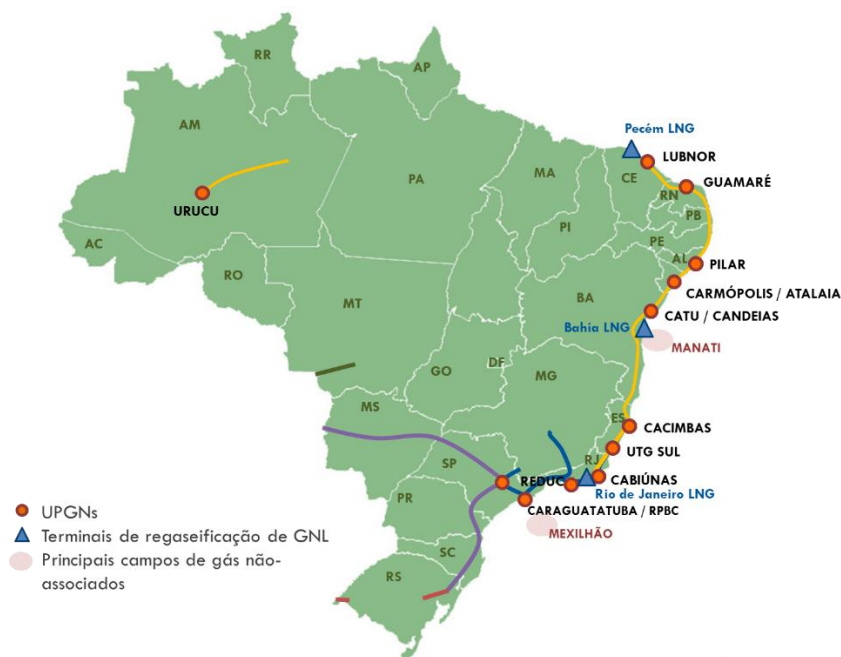 RR
AP
AM
Pecém LNG
LUBNOR
CE
GUAMARÉ
MA
PA
RN
URUCU
PB
PI
PE
AC
AL
PILAR
RO
CARMÓPOLIS / ATALAIA
BA
MT
CATU / CANDEIAS
Bahia LNG
MANATI
DF
GO
MG
MS
ES
CACIMBAS
UTG SUL
SP
RJ
REDUC
CABIÚNAS
Rio de Janeiro LNG
PR
CARAGUATATUBA / RPBC
MEXILHÃO
SC
RS
UPGNs
Terminais de regaseificação de GNL
Principais campos de gás não-
associados